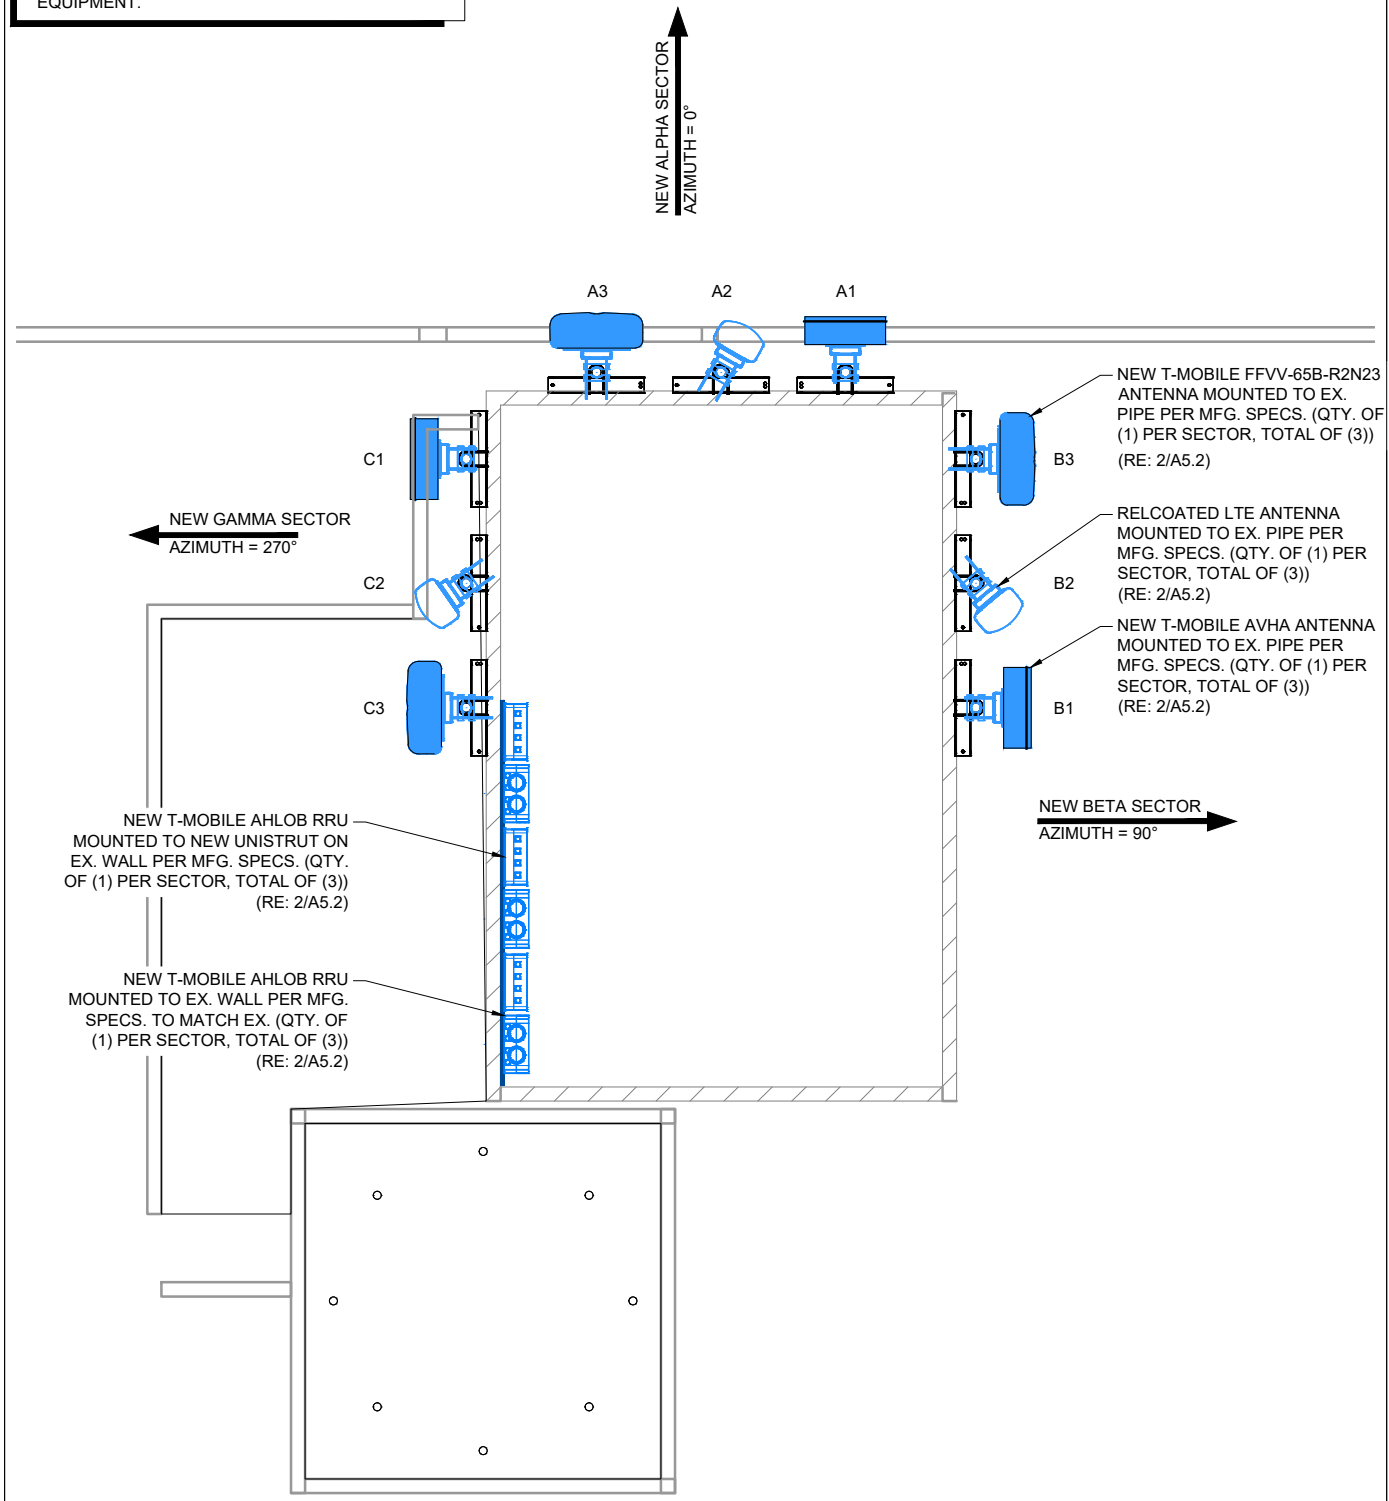 EQUIPMENT.
NEW ALPHA SECTOR
AZIMUTH = 0°
A3
A2
A1
NEW T-MOBILE FFVV-65B-R2N23
ANTENNA MOUNTED TO EX.
PIPE PER MFG. SPECS. (QTY. OF
(1) PER SECTOR, TOTAL OF (3))
(RE: 2/A5.2)
C1
B3
NEW GAMMA SECTOR
AZIMUTH = 270°
RELCOATED LTE ANTENNA
MOUNTED TO EX. PIPE PER
MFG. SPECS. (QTY. OF (1) PER
SECTOR, TOTAL OF (3))
(RE: 2/A5.2)
C2
B2
NEW T-MOBILE AVHA ANTENNA
MOUNTED TO EX. PIPE PER
MFG. SPECS. (QTY. OF (1) PER
SECTOR, TOTAL OF (3))
(RE: 2/A5.2)
C3
B1
NEW BETA SECTOR
AZIMUTH = 90°
NEW T-MOBILE AHLOB RRU
MOUNTED TO NEW UNISTRUT ON
EX. WALL PER MFG. SPECS. (QTY.
OF (1) PER SECTOR, TOTAL OF (3))
(RE: 2/A5.2)
NEW T-MOBILE AHLOB RRU
MOUNTED TO EX. WALL PER MFG.
SPECS. TO MATCH EX. (QTY. OF
(1) PER SECTOR, TOTAL OF (3))
(RE: 2/A5.2)